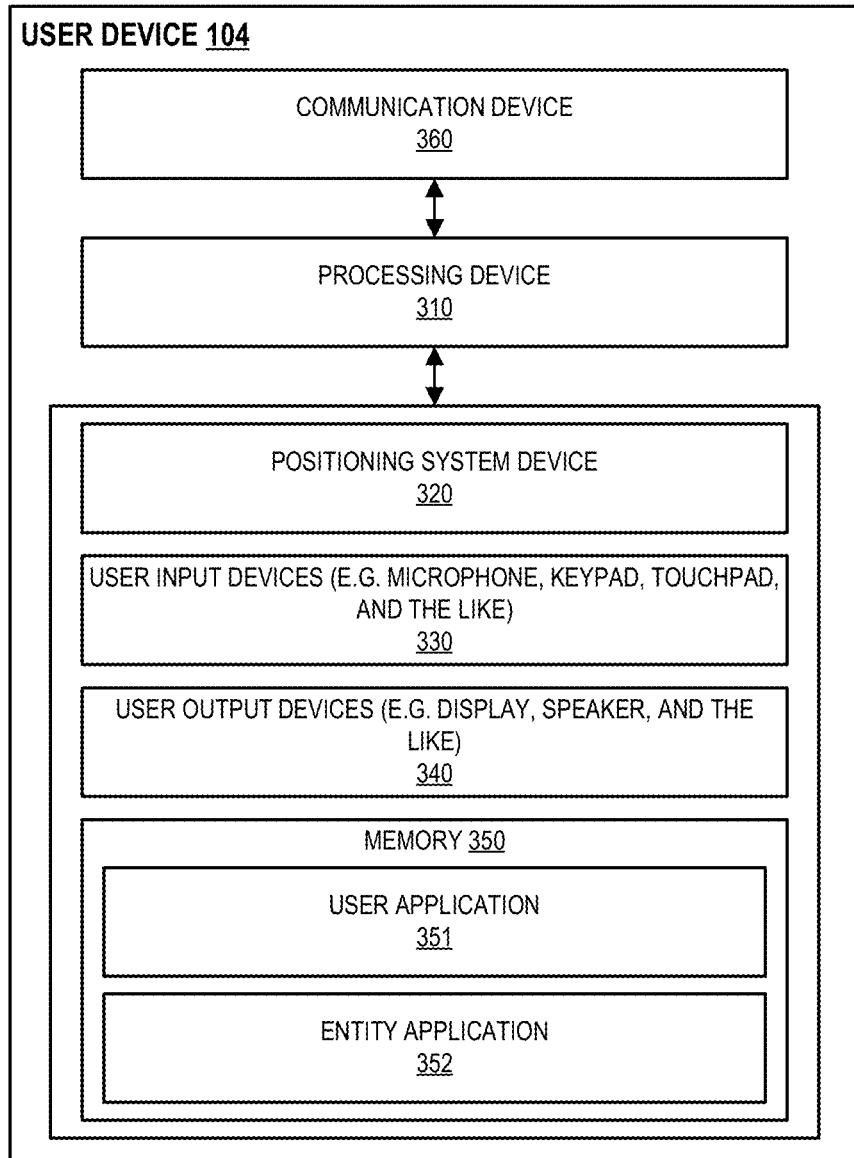 USER DEVICE 104
COMMUNICATION DEVICE
360
PROCESSING DEVICE
310
POSITIONING SYSTEM DEVICE
320
USER INPUT DEVICES (E.G. MICROPHONE, KEYPAD, TOUCHPAD,
AND THE LIKE)
330
USER OUTPUT DEVICES (E.G. DISPLAY, SPEAKER, AND THE
LIKE)
340
MEMORY 350
USER APPLICATION
351
ENTITY APPLICATION
352